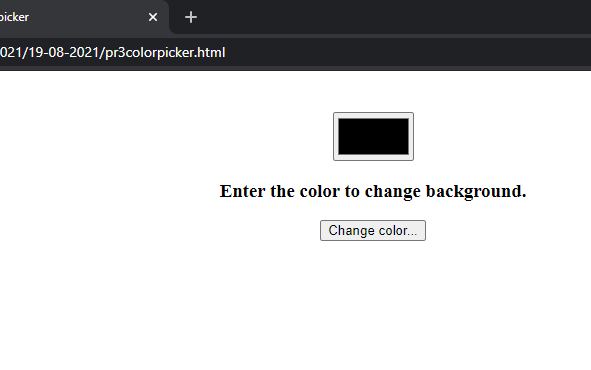 picker
021/19-08-2021/pr3colorpicker.html
Enter the color to change background.
Change color...